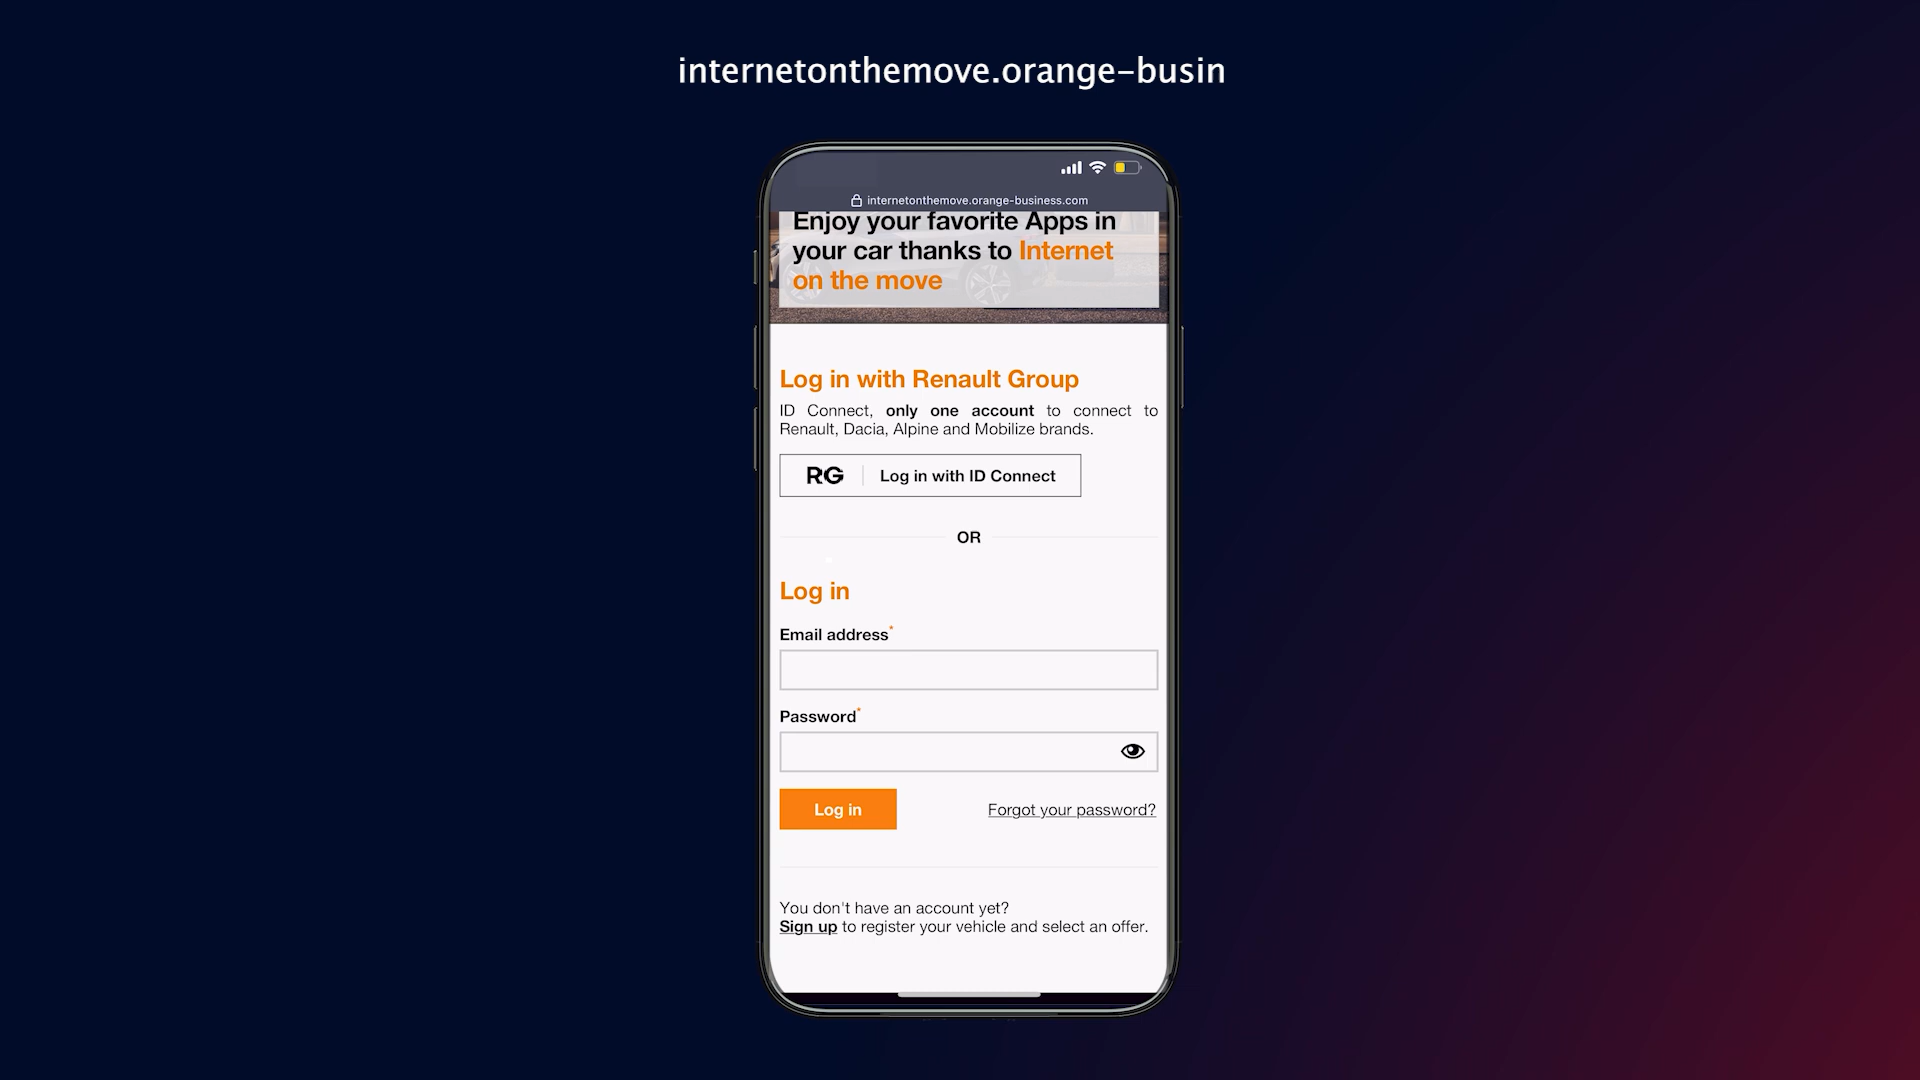 internetonthemove.orange-busin
internetonthemove.orange-business.com
Enjoy your favorite Apps in
your car thanks to Internet
on the move
Log in with Renault Group
ID Connect, only one account to connect to
Renault, Dacia, Alpine and Mobilize brands.
RG Log in with ID Connect
OR
Log in
Email address*
Password*
Log in Forgot your password?
You don't have an account yet?
Sign up to register your vehicle and select an offer.